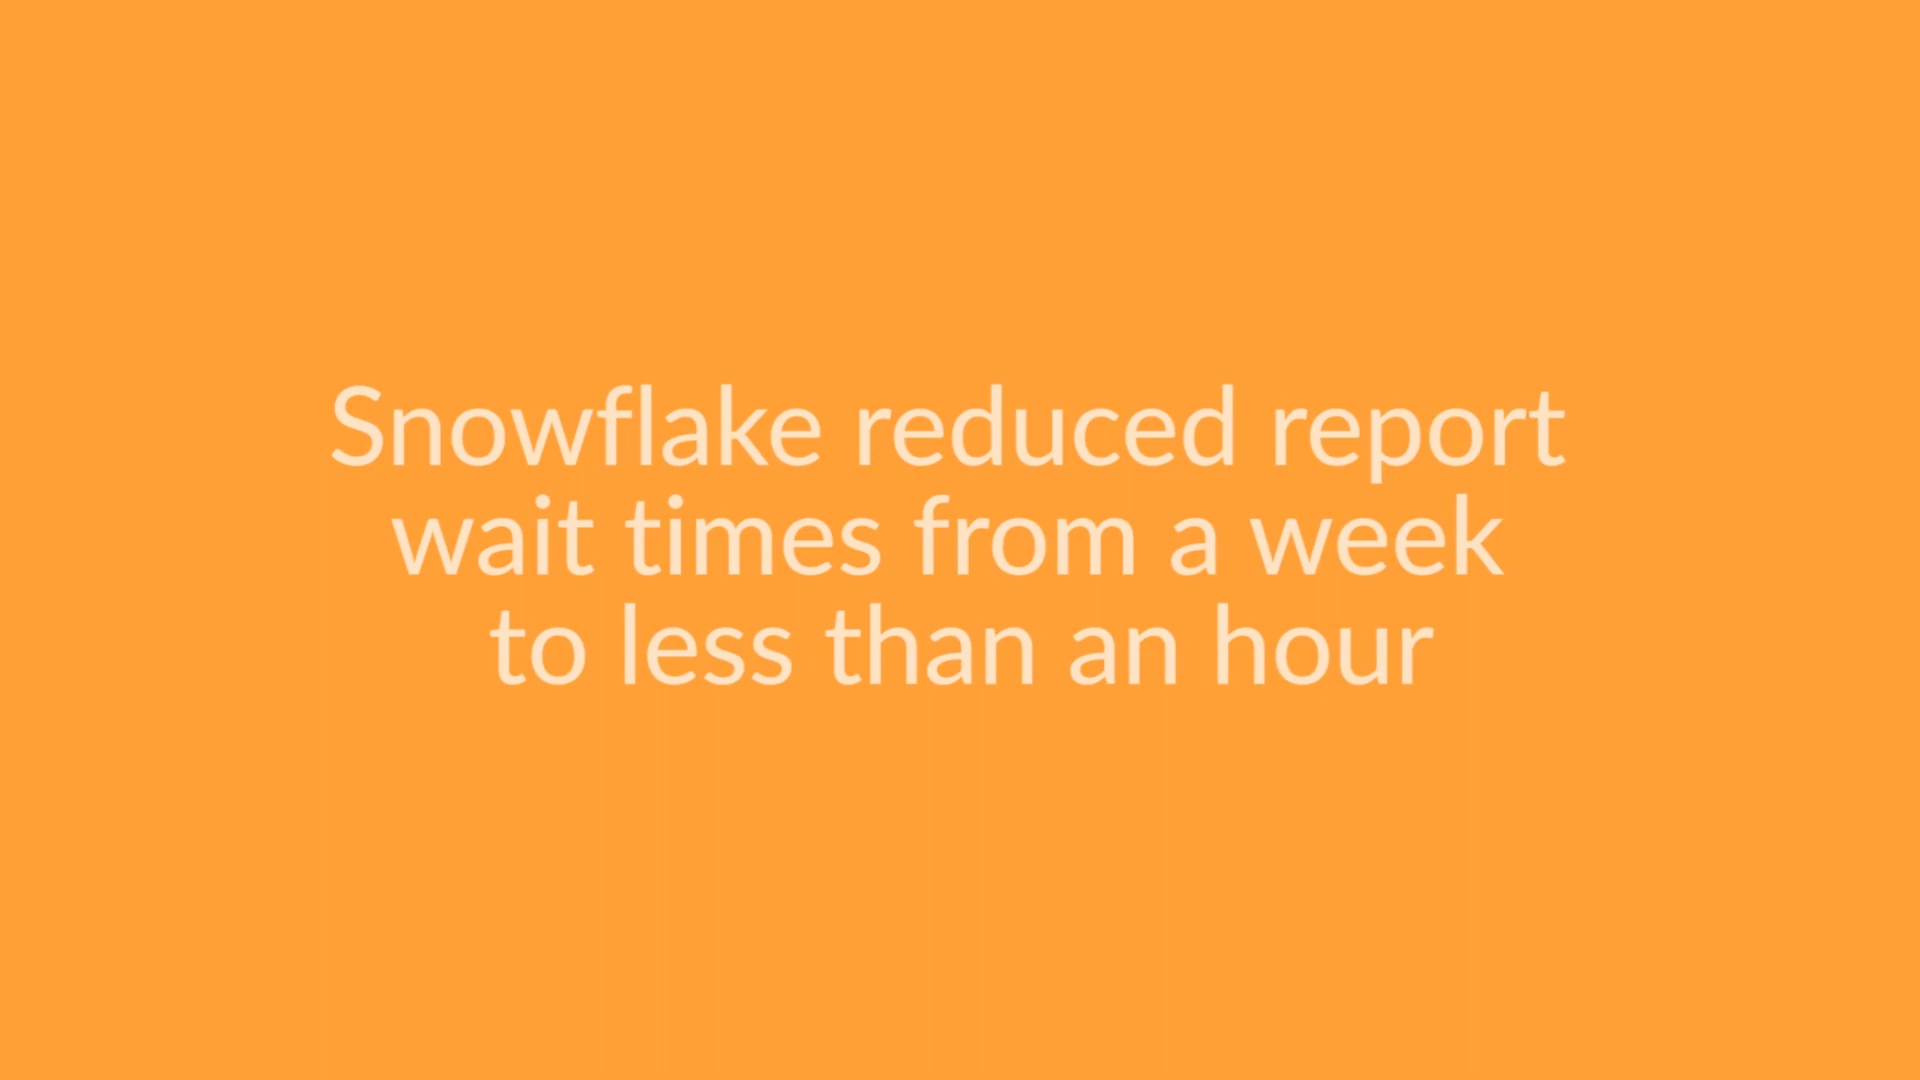 Snowflake reduced report
wait times from a week
to less than an hour